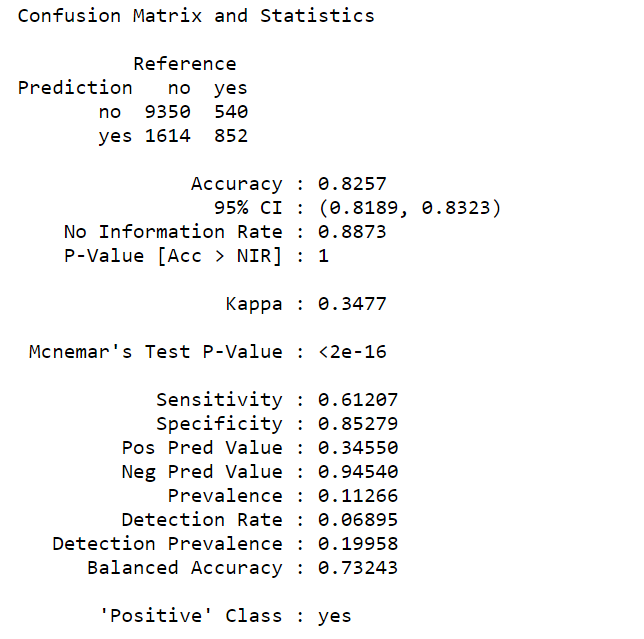 Confusion Matrix and Statistics
Reference
Prediction no yes
no 9350 540
yes 1614 852
Accuracy : 0.8257
95% CI : (0.8189, 0.8323)
No Information Rate : 0.8873
P-Value [Acc > NIR] : 1
Kappa : 0.3477
Mcnemar's Test P-Value : <2e-16
Sensitivity : 0.61207
Specificity : 0.85279
Pos Pred Value : 0.34550
Neg Pred Value : 0.94540
Prevalence : 0.11266
Detection Rate : 0.06895
Detection Prevalence : 0.19958
Balanced Accuracy : 0.73243
'Positive' Class : yes